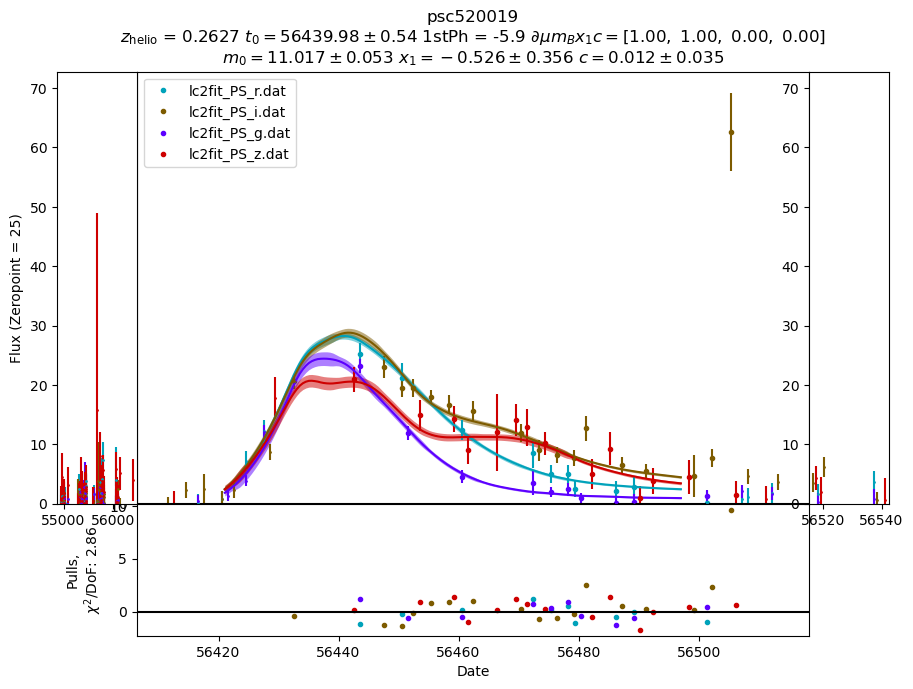 psc520019
z_helio = 0.2627 t_0 = 56439.98 ± 0.54 1stPh = -5.9 ∂μm_Bx_1c = [1.00, 1.00, 0.00, 0.00]
m_0 = 11.017 ± 0.053 x_1 = −0.526 ± 0.356 c = 0.012 ± 0.035
lc2fit_PS_r.dat
lc2fit_PS_i.dat
lc2fit_PS_g.dat
lc2fit_PS_z.dat
Flux (Zeropoint = 25)
70
60
50
40
30
20
10
0
70
60
50
40
30
20
10
0
55000 56000
56520 56540
Pulls,
χ²/DoF: 2.86
10
5
0
56420 56440 56460 56480 56500
Date